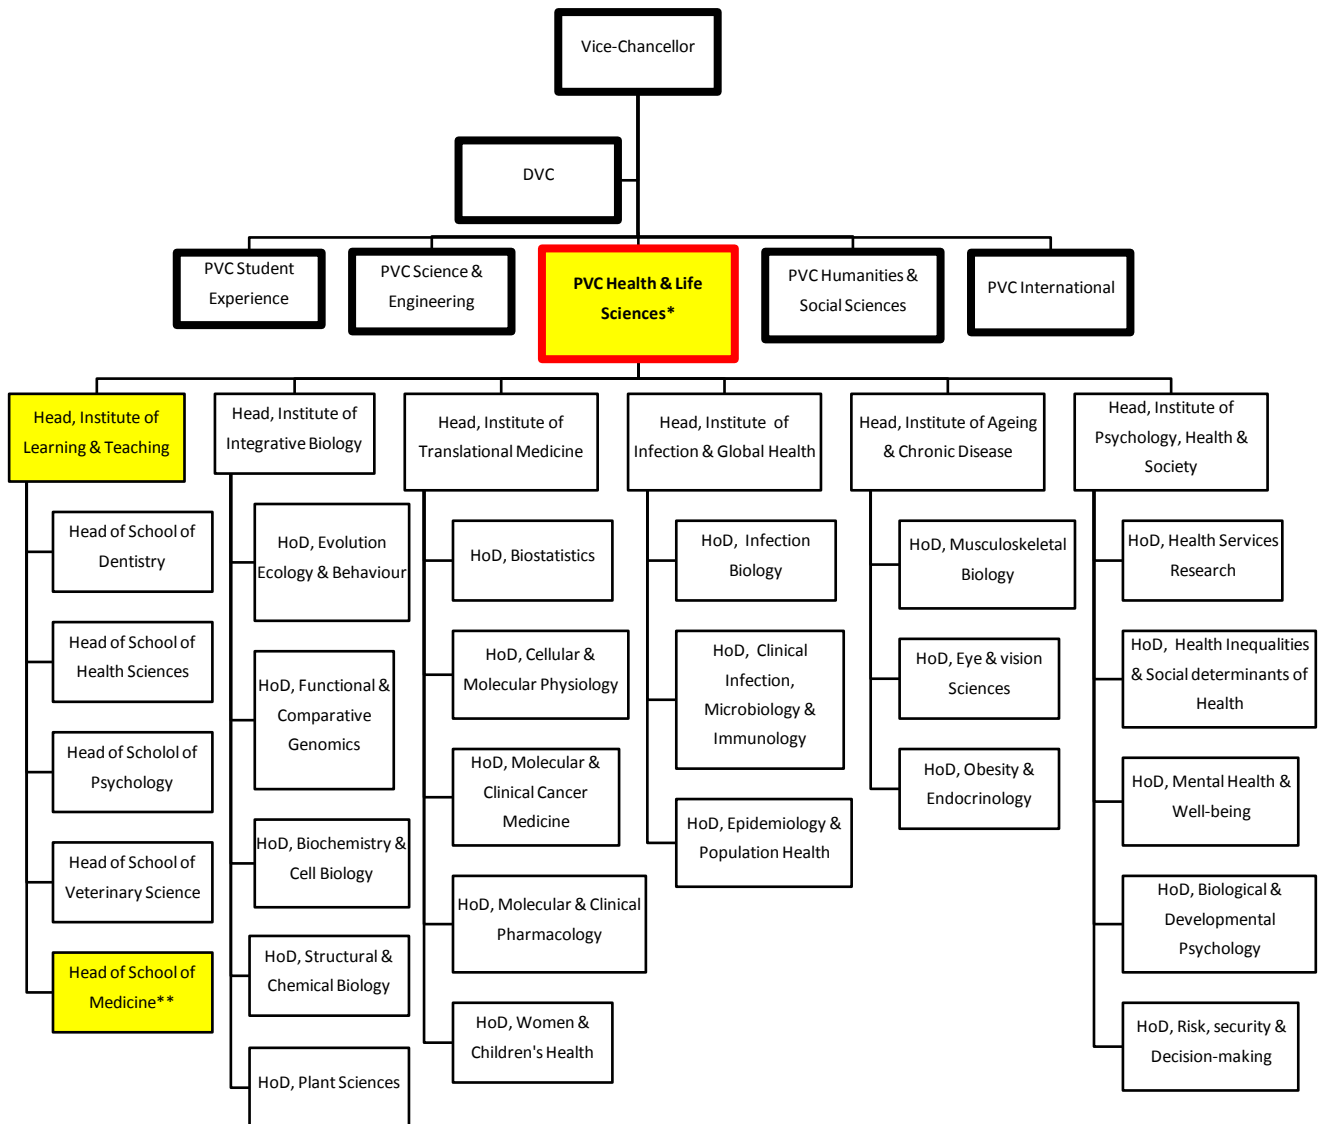 Vice-Chancellor
DVC
PVC Student
Experience
PVC Science &
Engineering
PVC Health & Life
Sciences*
PVC Humanities &
Social Sciences
PVC International
Head, Institute of
Learning & Teaching
Head, Institute of
Integrative Biology
Head, Institute of
Translational Medicine
Head, Institute of
Infection & Global Health
Head, Institute of Ageing
& Chronic Disease
Head, Institute of
Psychology, Health &
Society
Head of School of
Dentistry
Head of School of
Health Sciences
Head of Scholol of
Psychology
Head of School of
Veterinary Science
Head of School of
Medicine**
HoD, Evolution
Ecology & Behaviour
HoD, Functional &
Comparative
Genomics
HoD, Biochemistry &
Cell Biology
HoD, Structural &
Chemical Biology
HoD, Plant Sciences
HoD, Biostatistics
HoD, Cellular &
Molecular Physiology
HoD, Molecular &
Clinical Cancer
Medicine
HoD, Molecular & Clinical
Pharmacology
HoD, Women &
Children's Health
HoD, Infection
Biology
HoD, Clinical
Infection,
Microbiology &
Immunology
HoD, Epidemiology &
Population Health
HoD, Musculoskeletal
Biology
HoD, Eye & vision
Sciences
HoD, Obesity &
Endocrinology
HoD, Health Services
Research
HoD, Health Inequalities
& Social determinants of
Health
HoD, Mental Health &
Well-being
HoD, Biological &
Developmental
Psychology
HoD, Risk, security &
Decision-making